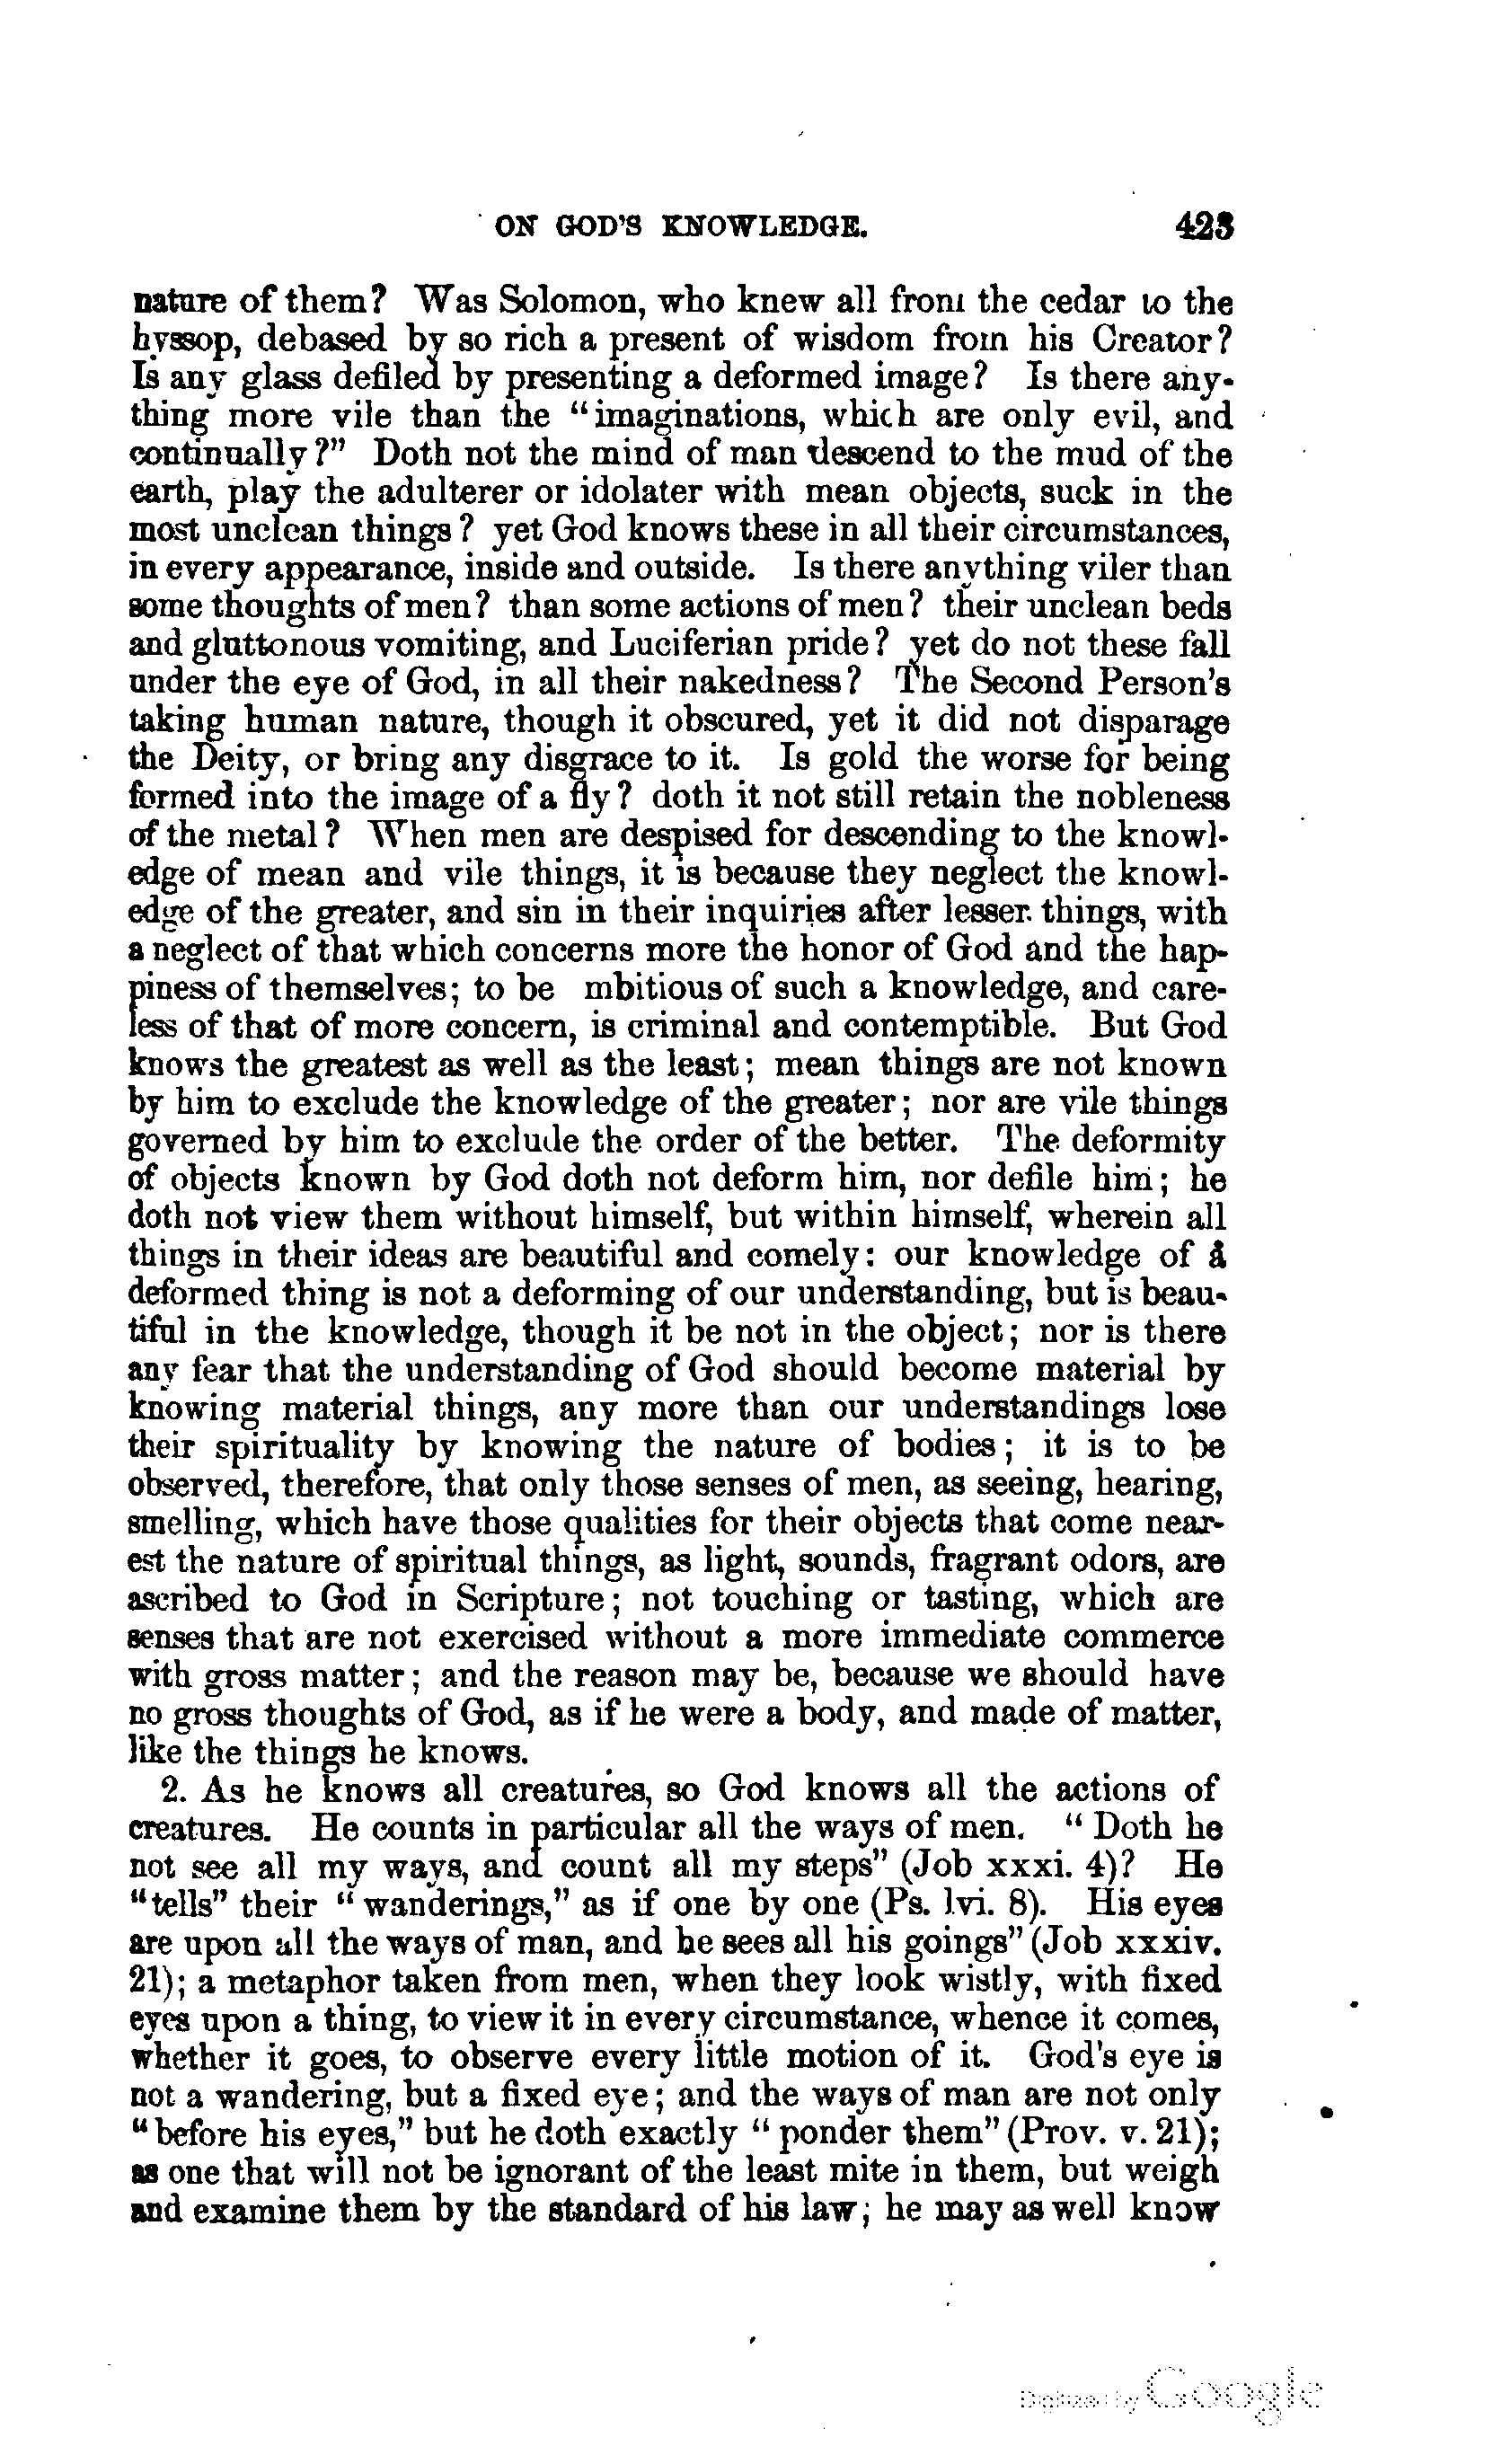 ON GOD'S KNOWLEDGE. 423
nature of them? Was Solomon, who knew all from the cedar to the
hyssop, debased by so rich a present of wisdom from his Creator?
Is any glass defiled by presenting a deformed image? Is there any-
thing more vile than the "imaginations, which are only evil, and
continually?" Doth not the mind of man descend to the mud of the
earth, play the adulterer or idolater with mean objects, suck in the
most unclean things? yet God knows these in all their circumstances,
in every appearance, inside and outside. Is there anything viler than
some thoughts of men? than some actions of men? their unclean beds
and gluttonous vomiting, and Luciferian pride? yet do not these fall
under the eye of God, in all their nakedness? The Second Person's
taking human nature, though it obscured, yet it did not disparage
the Deity, or bring any disgrace to it. Is gold the worse for being
formed into the image of a fly? doth it not still retain the nobleness
of the metal? When men are despised for descending to the knowl-
edge of mean and vile things, it is because they neglect the knowl-
edge of the greater, and sin in their inquiries after lesser things, with
a neglect of that which concerns more the honor of God and the hap-
piness of themselves; to be mbitious of such a knowledge, and care-
less of that of more concern, is criminal and contemptible. But God
knows the greatest as well as the least; mean things are not known
by him to exclude the knowledge of the greater; nor are vile things
governed by him to exclude the order of the better. The deformity
of objects known by God doth not deform him, nor defile him; he
doth not view them without himself, but within himself, wherein all
things in their ideas are beautiful and comely: our knowledge of a
deformed thing is not a deforming of our understanding, but is beau-
tiful in the knowledge, though it be not in the object; nor is there
any fear that the understanding of God should become material by
knowing material things, any more than our understandings lose
their spirituality by knowing the nature of bodies; it is to be
observed, therefore, that only those senses of men, as seeing, hearing,
smelling, which have those qualities for their objects that come near-
est the nature of spiritual things, as light, sounds, fragrant odors, are
ascribed to God in Scripture; not touching or tasting, which are
senses that are not exercised without a more immediate commerce
with gross matter; and the reason may be, because we should have
no gross thoughts of God, as if he were a body, and made of matter,
like the things he knows.
2. As he knows all creatures, so God knows all the actions of
creatures. He counts in particular all the ways of men. "Doth he
not see all my ways, and count all my steps" (Job xxxi. 4)? He
"tells" their "wanderings," as if one by one (Ps. lvi. 8). His eyes
are upon all the ways of man, and he sees all his goings" (Job xxxiv.
21); a metaphor taken from men, when they look wistly, with fixed
eyes upon a thing, to view it in every circumstance, whence it comes,
whether it goes, to observe every little motion of it. God's eye is
not a wandering, but a fixed eye; and the ways of man are not only
"before his eyes," but he doth exactly "ponder them" (Prov. v. 21);
as one that will not be ignorant of the least mite in them, but weigh
and examine them by the standard of his law; he may as well know
Digitized by Google